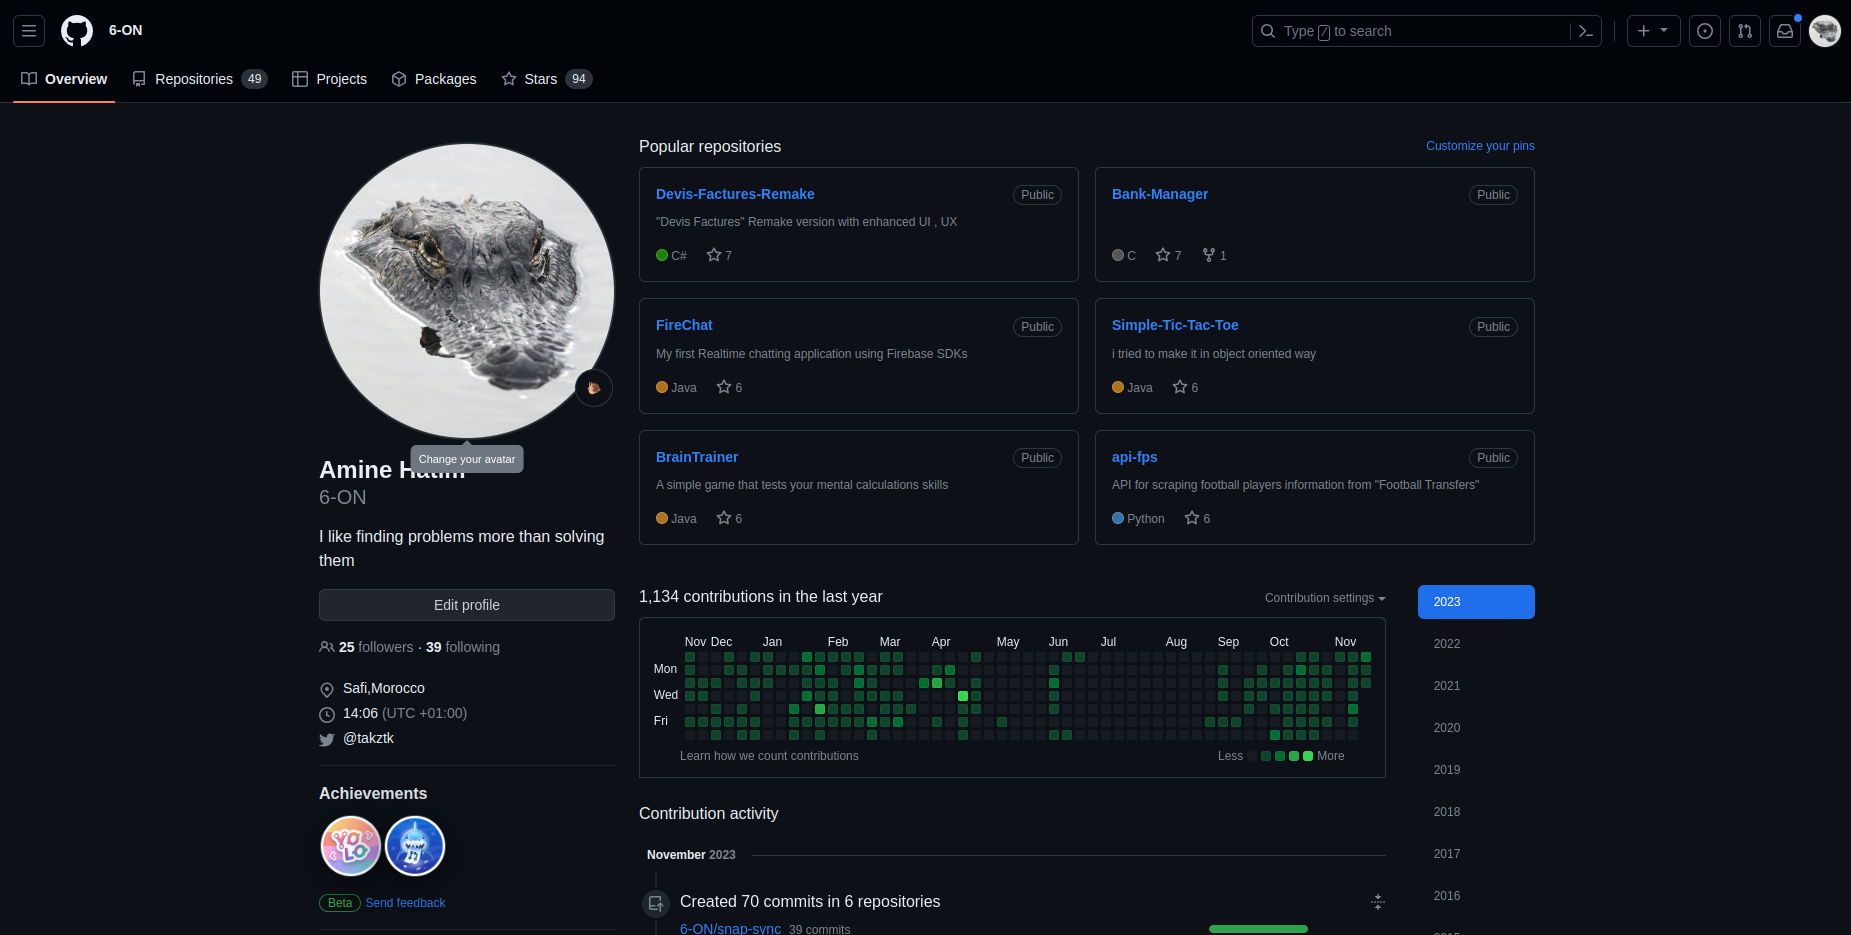 6-ON
Type / to search
Overview
Repositories 49
Projects
Packages
Stars 94
Change your avatar
6-ON
I like finding problems more than solving
them
Edit profile
25 followers · 39 following
Safi,Morocco
14:06 (UTC +01:00)
@takztk
Achievements
YOLO
Beta Send feedback
Popular repositories
Customize your pins
Devis-Factures-Remake
Public
"Devis Factures" Remake version with enhanced UI , UX
C# 7
Bank-Manager
Public
C 7 1
FireChat
Public
My first Realtime chatting application using Firebase SDKs
Java 6
Simple-Tic-Tac-Toe
Public
i tried to make it in object oriented way
Java 6
BrainTrainer
Public
A simple game that tests your mental calculations skills
Java 6
api-fps
Public
API for scraping football players information from "Football Transfers"
Python 6
1,134 contributions in the last year
Contribution settings
Nov Dec Jan Feb Mar Apr May Jun Jul Aug Sep Oct Nov
Mon
Wed
Fri
Learn how we count contributions
Less More
2023
2022
2021
2020
2019
2018
2017
2016
Contribution activity
November 2023
Created 70 commits in 6 repositories
6-ON/snap-sync 39 commits